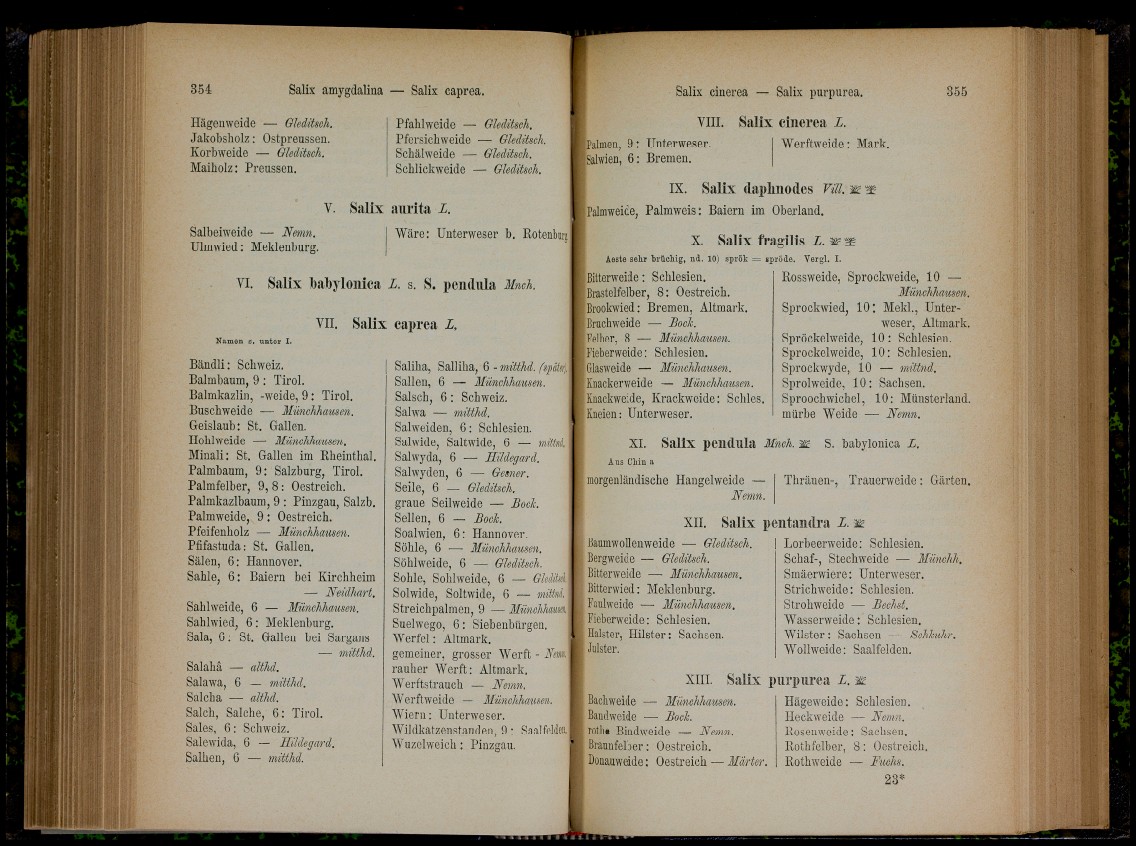 354 Salix amygdalina — Salix caprea.
Hägenweide — Gleditsch.
Jakobsholz: Ostpreussen.
Korbweide — Gleditsch.
Maiholz: Preussen.
Pfahlweide — Gleditsch.
Pfersichweide — Gleditsch.
Schälweide — Gleditsch.
Schlickweide — Gleditsch.
V. Salix aurita L.
Salbeiweide — Nemn.
Ulmwied: Meklenburg.
Wäre: Unterweser b. Rotenburg
VI. Salix babylonica L. s. S. pendula Mnch.
VII. Salix caprea L.
Namen s. unter I.
Bändli: Schweiz.
Balmbaum, 9: Tirol.
Balmkazlin, -weide, 9: Tirol.
Buschweide — Münchhausen.
Geislaub: St. Gallen.
Hohlweide — Münchhausen.
Minali: St. Gallen im Rheinthal.
Palmbaum, 9: Salzburg, Tirol.
Palmfelber, 9, 8: Oestreich.
Palmkazlbaum, 9: Pinzgau, Salzb.
Palmweide, 9: Oestreich.
Pfeifenholz — Münchhausen.
Pfifastuda: St. Gallen.
Sälen, 6: Hannover.
Sahle, 6: Baiern bei Kirchheim
— Neidhart.
Sahlweide, 6 — Münchhausen.
Sahlwied, 6: Meklenburg.
Sala, 6: St. Gallen bei Sargans
— mitthd.
Salahâ — althd.
Salawa, 6 — mitthd.
Salcha — althd.
Salch, Salche, 6: Tirol.
Sales, 6: Schweiz.
Salewida, 6 — Hildegard.
Salhen, 6 — mitthd.
Saliha, Salliha, 6 - mitthd. (später).
Sallen, 6 — Münchhausen.
Salsch, 6: Schweiz.
Salwa — mitthd.
Salweiden, 6: Schlesien.
Salwide, Saltwide, 6 — mittnd.
Salwyda, 6 — Hildegard.
Salwyden, 6 — Gesner.
Seile, 6 — Gleditsch.
graue Seilweide — Bock.
Sellen, 6 — Bock.
Soalwien, 6: Hannover.
Söhle, 6 — Münchhausen.
Söhlweide, 6 — Gleditsch.
Sohle, Sohlweide, 6 — Gleditsch.
Solwide, Soltwide, 6 — mittnd.
Streichpalmen, 9 — Münchhausen.
Suelwego, 6: Siebenbürgen.
Werfel: Altmark.
gemeiner, grosser Werft - Nemn.
rauher Werft: Altmark.
Werftstrauch — Nemn.
Werftweide — Münchhausen.
Wiern: Unterweser.
Wildkatzenstanden, 9: Saalfelden.
Wuzelweich: Pinzgau.
Salix cinerea — Salix purpurea. 355
VIII. Salix cinerea L.
Palmen, 9: Unterweser.
Salwien, 6: Bremen.
Werftweide: Mark.
IX. Salix daphnodes Vill.
Palmweide, Palmweis: Baiern im Oberland.
X. Salix fragilis L.
Aeste sehr brüchig, nd. 10) sprök = spröde. Vergl. I.
Bitterweide: Schlesien.
Brastelfelber, 8: Oestreich.
Brookwied: Bremen, Altmark.
Bruchweide — Bock.
Felber, 8 — Münchhausen.
Fieberweide: Schlesien.
Glasweide — Münchhausen.
Knackerweide — Münchhausen.
Knackweide, Krackweide: Schles.
Kneien: Unterweser.
Rossweide, Sprockweide, 10 —
Münchhausen.
Sprockwied, 10: Mekl., Unter-
weser, Altmark.
Spröckelweide, 10: Schlesien.
Sprockelweide, 10: Schlesien.
Sprockwyde, 10 — mittnd.
Sprolweide, 10: Sachsen.
Sproochwichel, 10: Münsterland.
mürbe Weide — Nemn.
XI. Salix pendula Mnch. S. babylonica L.
Aus China
morgenländische Hangelweide —
Nemn.
Thräuen-, Trauerweide: Gärten.
XII. Salix pentandra L.
Baumwollenweide — Gleditsch.
Bergweide — Gleditsch.
Bitterweide — Münchhausen.
Bitterwied: Meklenburg.
Faulweide — Münchhausen.
Fieberweide: Schlesien.
Halster, Hilster: Sachsen.
Julster.
Lorbeerweide: Schlesien.
Schaf-, Stechweide — Münchh.
Smäerwiere: Unterweser.
Strichweide: Schlesien.
Strohweide — Bechst.
Wasserweide: Schlesien.
Wilster: Sachsen — Schkuhr.
Wollweide: Saalfelden.
XIII. Salix purpurea L.
Bachweide — Münchhausen.
Bandweide — Bock.
rothe Bindweide — Nemn.
Braunfelber: Oestreich.
Donauweide: Oestreich — Märter.
Hägeweide: Schlesien.
Heckweide — Nemn.
Rosenweide: Sachsen.
Rothfelber, 8: Oestreich.
Rothweide — Fuchs.
23*